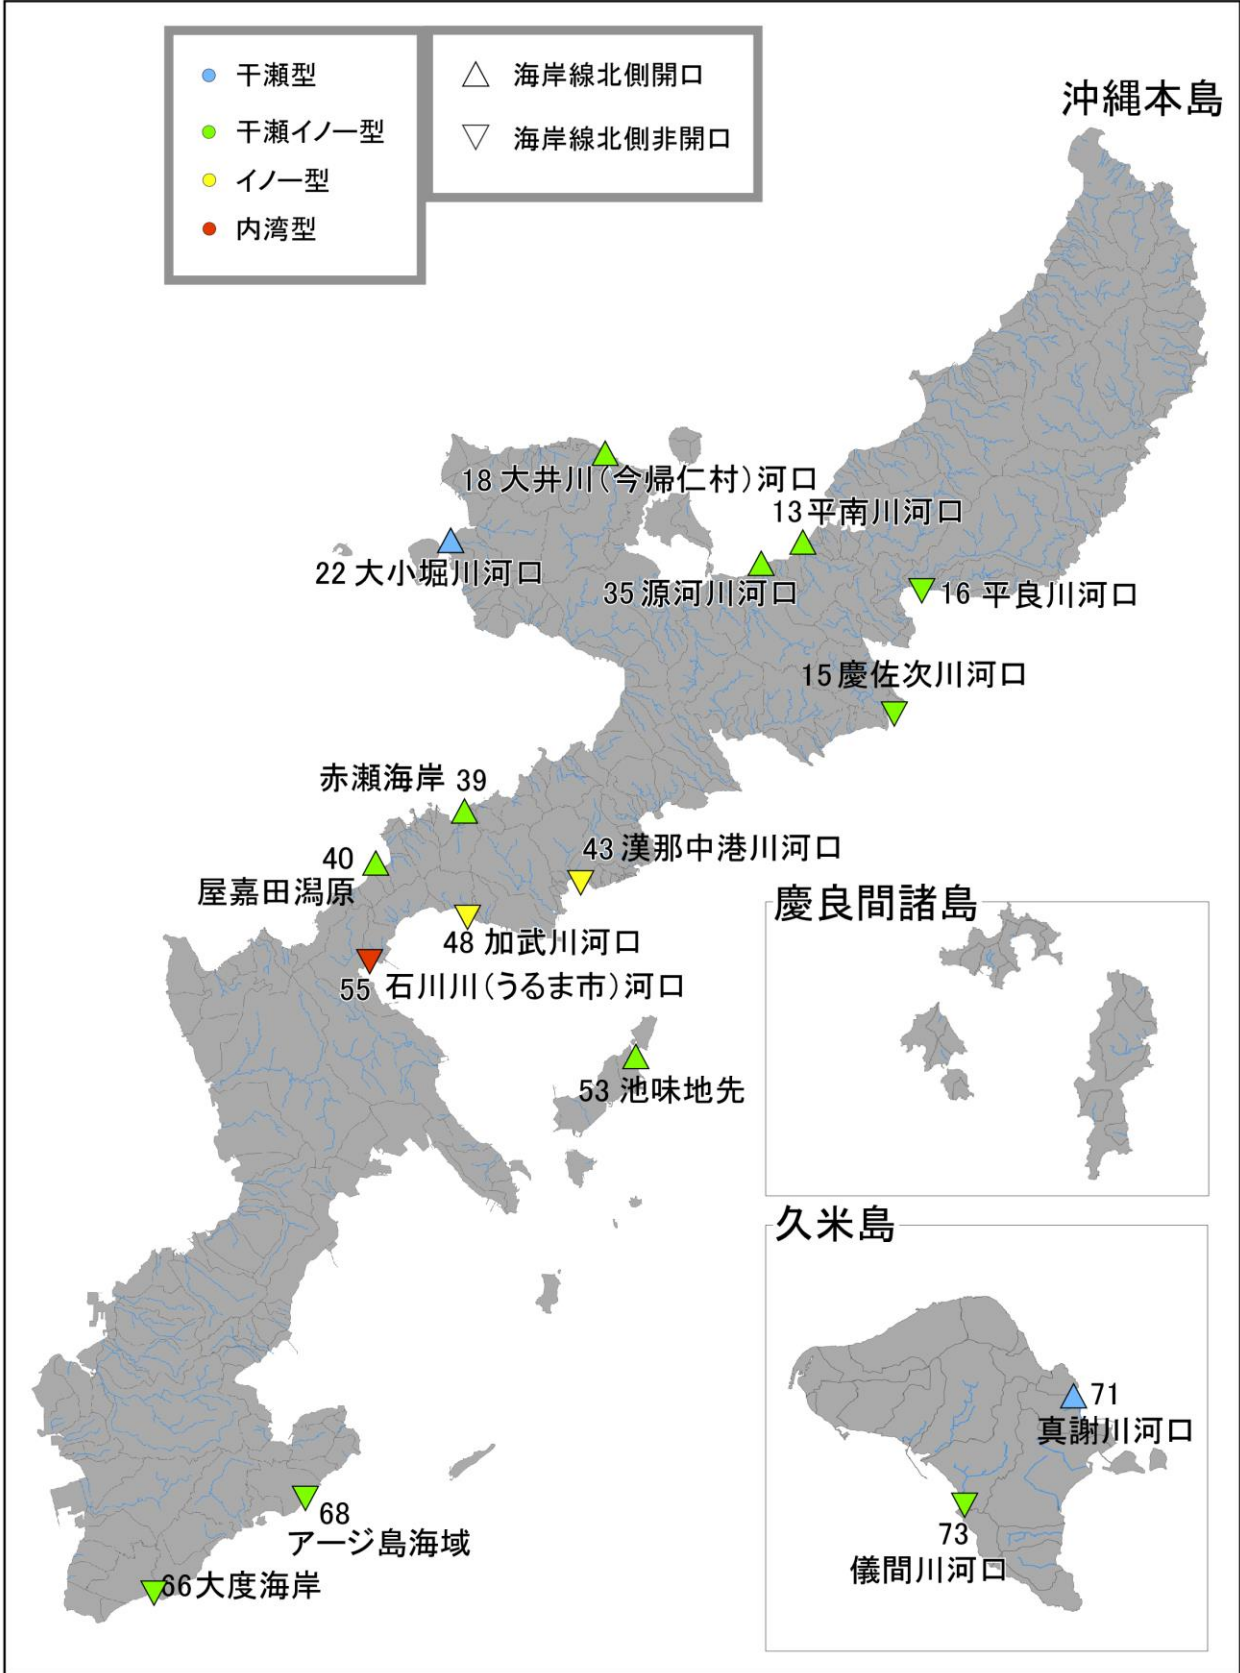 干瀬型
干瀬イノー型
イノー型
内湾型
海岸線北側開口
海岸線北側非開口
沖縄本島
18 大井川(今帰仁村)河口
13 平南川河口
22 大小堀川河口
35 源河川河口
16 平良川河口
15 慶佐次川河口
赤瀬海岸 39
43 漢那中港川河口
40
屋嘉田潟原
48 加武川河口
55 石川川(うるま市)河口
53 池味地先
慶良間諸島
久米島
71
真謝川河口
73
儀間川河口
68
アージ島海域
66 大度海岸